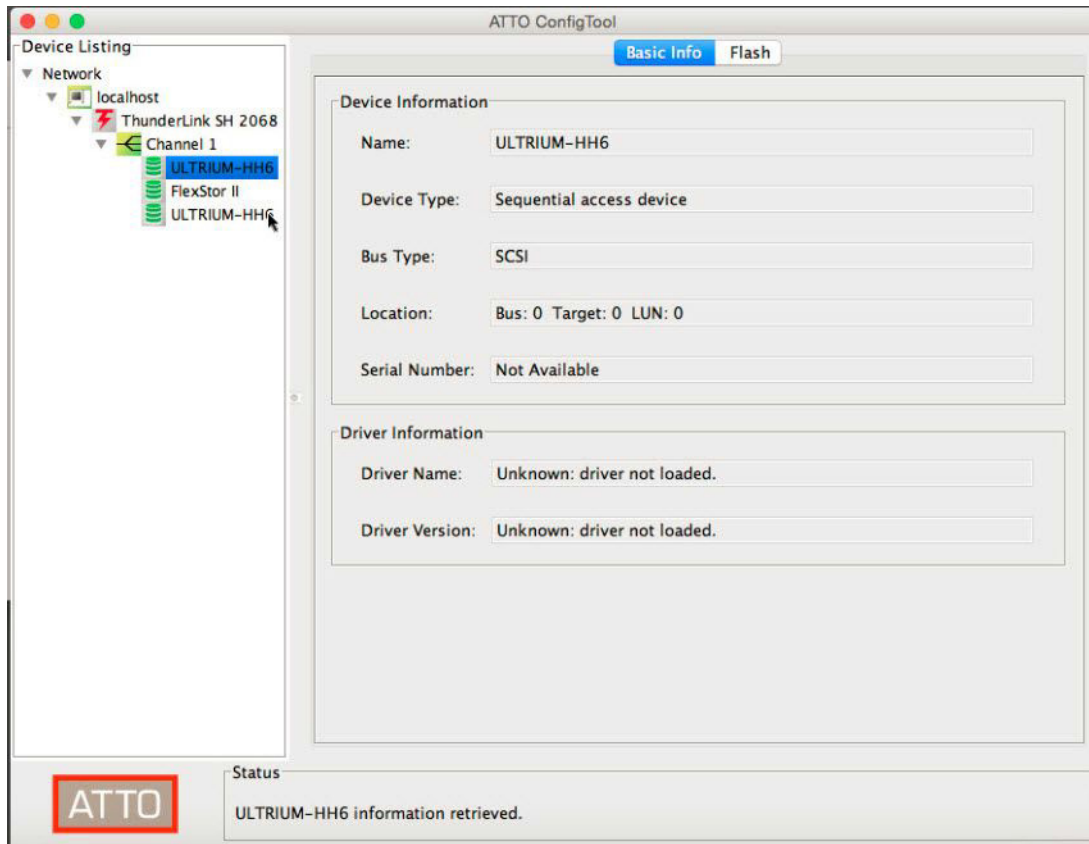 ATTO ConfigTool
Device Listing
Network
localhost
ThunderLink SH 2068
Channel 1
ULTRIUM-HH6
FlexStor II
ULTRIUM-HH6
Basic Info
Flash
Device Information
Name: ULTRIUM-HH6
Device Type: Sequential access device
Bus Type: SCSI
Location: Bus: 0 Target: 0 LUN: 0
Serial Number: Not Available
Driver Information
Driver Name: Unknown: driver not loaded.
Driver Version: Unknown: driver not loaded.
ATTO
Status
ULTRIUM-HH6 information retrieved.